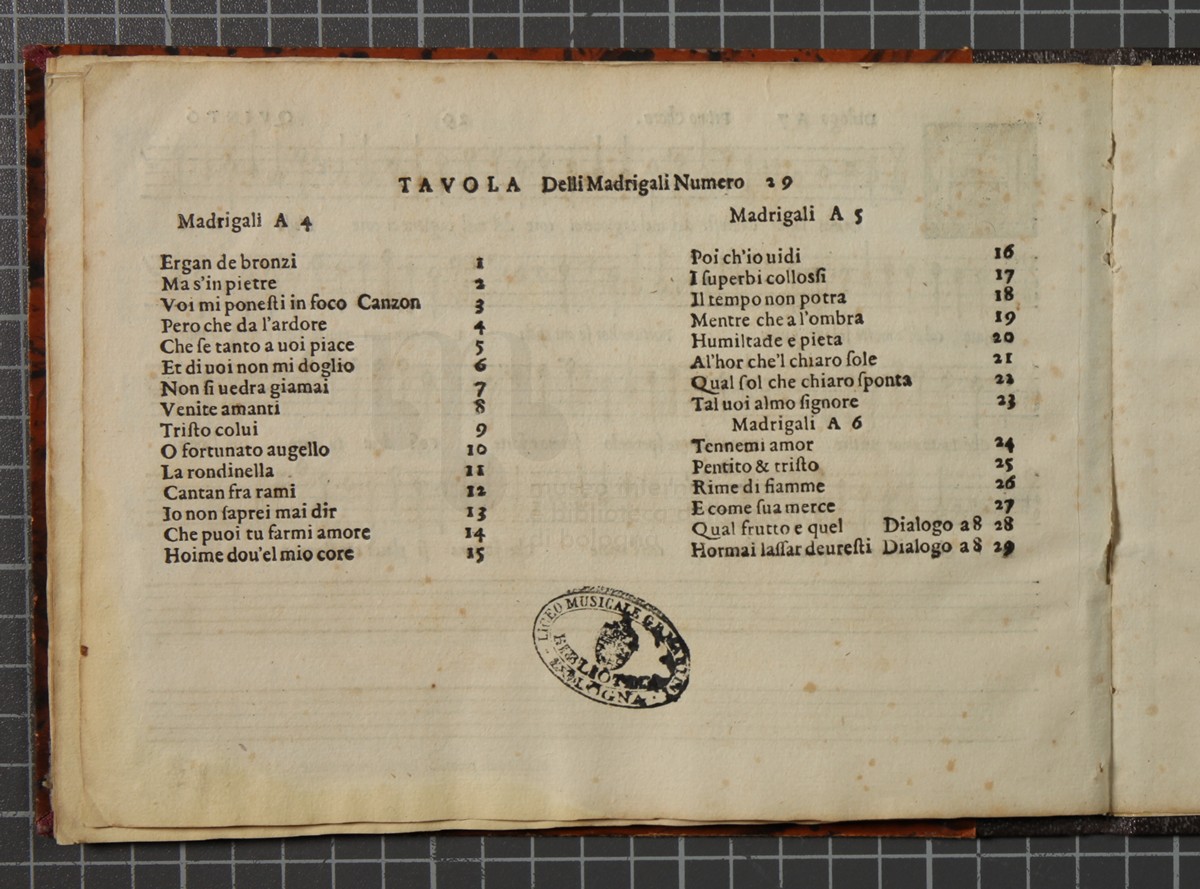 TAVOLA Delli Madrigali Numero 29
Madrigali A 4
Ergan de bronzi 1
Ma s'in pietre 2
Voi mi poneſti in foco Canzon 3
Pero che da l'ardore 4
Che ſe tanto a uoi piace 5
Et di uoi non mi doglio 6
Non ſi uedra giamai 7
Venite amanti 8
Triſto colui 9
O fortunato augello 10
La rondinella 11
Cantan fra rami 12
Io non ſaprei mai dir 13
Che puoi tu farmi amore 14
Hoime dou'el mio core 15
Madrigali A 5
Poi ch'io uidi 16
I ſuperbi colloſſi 17
Il tempo non potra 18
Mentre che a l'ombra 19
Humiltade e pieta 20
Al'hor che'l chiaro ſole 21
Qual ſol che chiaro ſponta 22
Tal uoi almo ſignore 23
Madrigali A 6
Tennemi amor 24
Pentito & triſto 25
Rime di fiamme 26
E come ſua merce 27
Qual frutto e quel Dialogo a 8 28
Hormai laſſar deureſti Dialogo a 8 29
LICEO MUSICALE
BIBLIOTECA
BOLOGNA